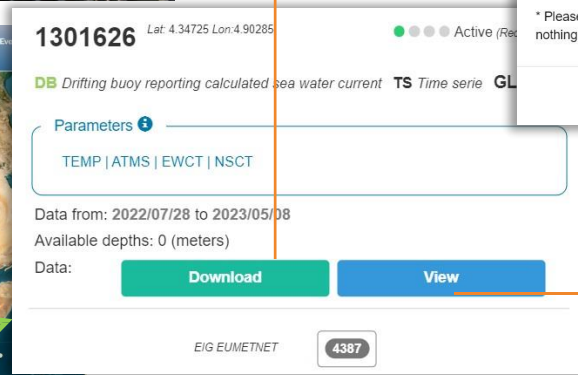 * Please
nothing
1301626 Lat: 4.34725 Lon:4.90285 Active
DB Drifting buoy reporting calculated sea water current TS Time serie GL
Parameters
TEMP | ATMS | EWCT | NSCT
Data from: 2022/07/28 to 2023/05/08
Available depths: 0 (meters)
Data: Download View
EIG EUMETNET 4387